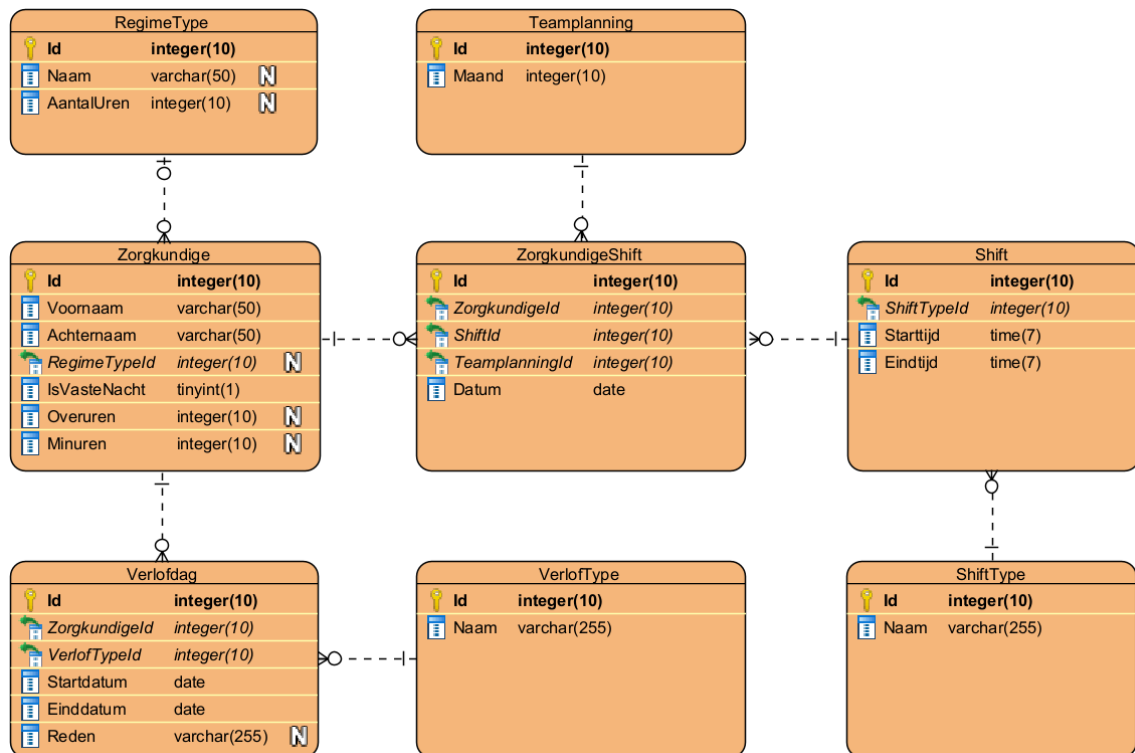 RegimeType
Id integer(10)
Naam varchar(50) N
AantalUren integer(10) N
Teamplanning
Id integer(10)
Maand integer(10)
Zorgkundige
Id integer(10)
Voornaam varchar(50)
Achternaam varchar(50)
RegimeTypeId integer(10) N
IsVasteNacht tinyint(1)
Overuren integer(10) N
Minuren integer(10) N
ZorgkundigeShift
Id integer(10)
ZorgkundigeId integer(10)
ShiftId integer(10)
TeamplanningId integer(10)
Datum date
Shift
Id integer(10)
ShiftTypeId integer(10)
Starttijd time(7)
Eindtijd time(7)
Verlofdag
Id integer(10)
ZorgkundigeId integer(10)
VerlofTypeId integer(10)
Startdatum date
Einddatum date
Reden varchar(255) N
VerlofType
Id integer(10)
Naam varchar(255)
ShiftType
Id integer(10)
Naam varchar(255)